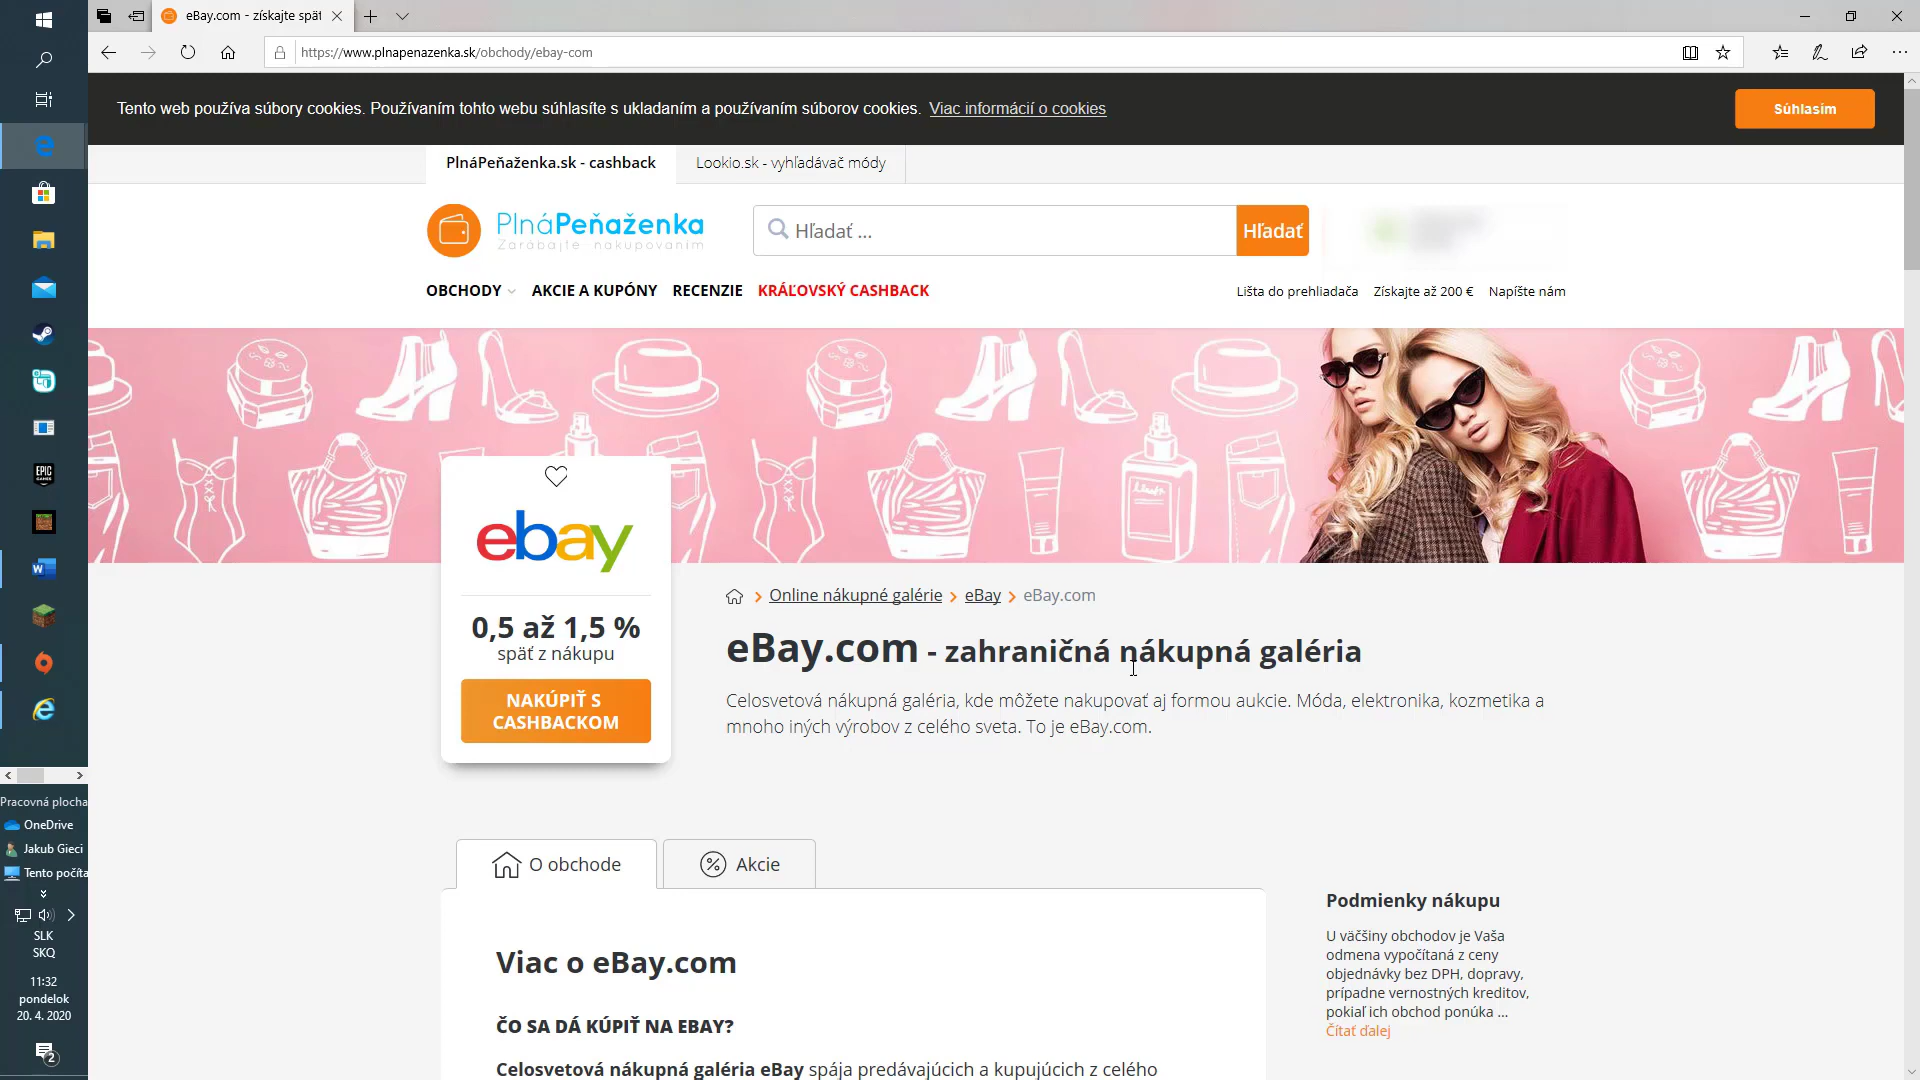 eBay.com - získajte spät
https://www.plnapenazenka.sk/obchody/ebay-com
Tento web používa súbory cookies. Používaním tohto webu súhlasíte s ukladaním a používaním súborov cookies. Viac informácií o cookies
Súhlasím
PlnáPeňaženka.sk - cashback
Lookio.sk - vyhľadávač módy
PlnáPeňaženka
Zarábajte nakupovaním
Hľadať ...
Hľadať
OBCHODY
AKCIE A KUPÓNY
RECENZIE
KRÁĽOVSKÝ CASHBACK
Lišta do prehliadača
Získajte až 200 €
Napíšte nám
ebay
0,5 až 1,5 %
späť z nákupu
NAKÚPIŤ S
CASHBACKOM
Online nákupné galérie
eBay
eBay.com
eBay.com - zahraničná nákupná galéria
Celosvetová nákupná galéria, kde môžete nakupovať aj formou aukcie. Móda, elektronika, kozmetika a
mnoho iných výrobov z celého sveta. To je eBay.com.
O obchode
Akcie
Viac o eBay.com
ČO SA DÁ KÚPIŤ NA EBAY?
Celosvetová nákupná galéria eBay spája predávajúcich a kupujúcich z celého
Podmienky nákupu
U väčšiny obchodov je Vaša
odmena vypočítaná z ceny
objednávky bez DPH, dopravy,
prípadne vernostných kreditov,
pokiaľ ich obchod ponúka ...
Čítať ďalej
EPIC
GAMES
Pracovná plocha
OneDrive
Jakub Gieci
Tento počíta
SLK
SKQ
11:32
pondelok
20. 4. 2020
2